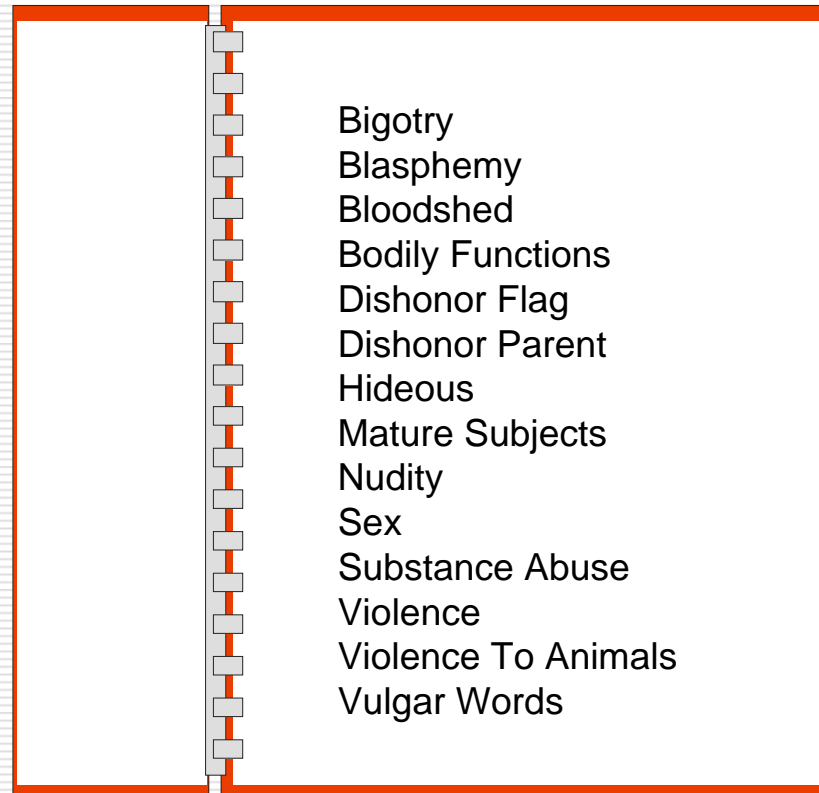 Bigotry
Blasphemy
Bloodshed
Bodily Functions
Dishonor Flag
Dishonor Parent
Hideous
Mature Subjects
Nudity
Sex
Substance Abuse
Violence
Violence To Animals
Vulgar Words